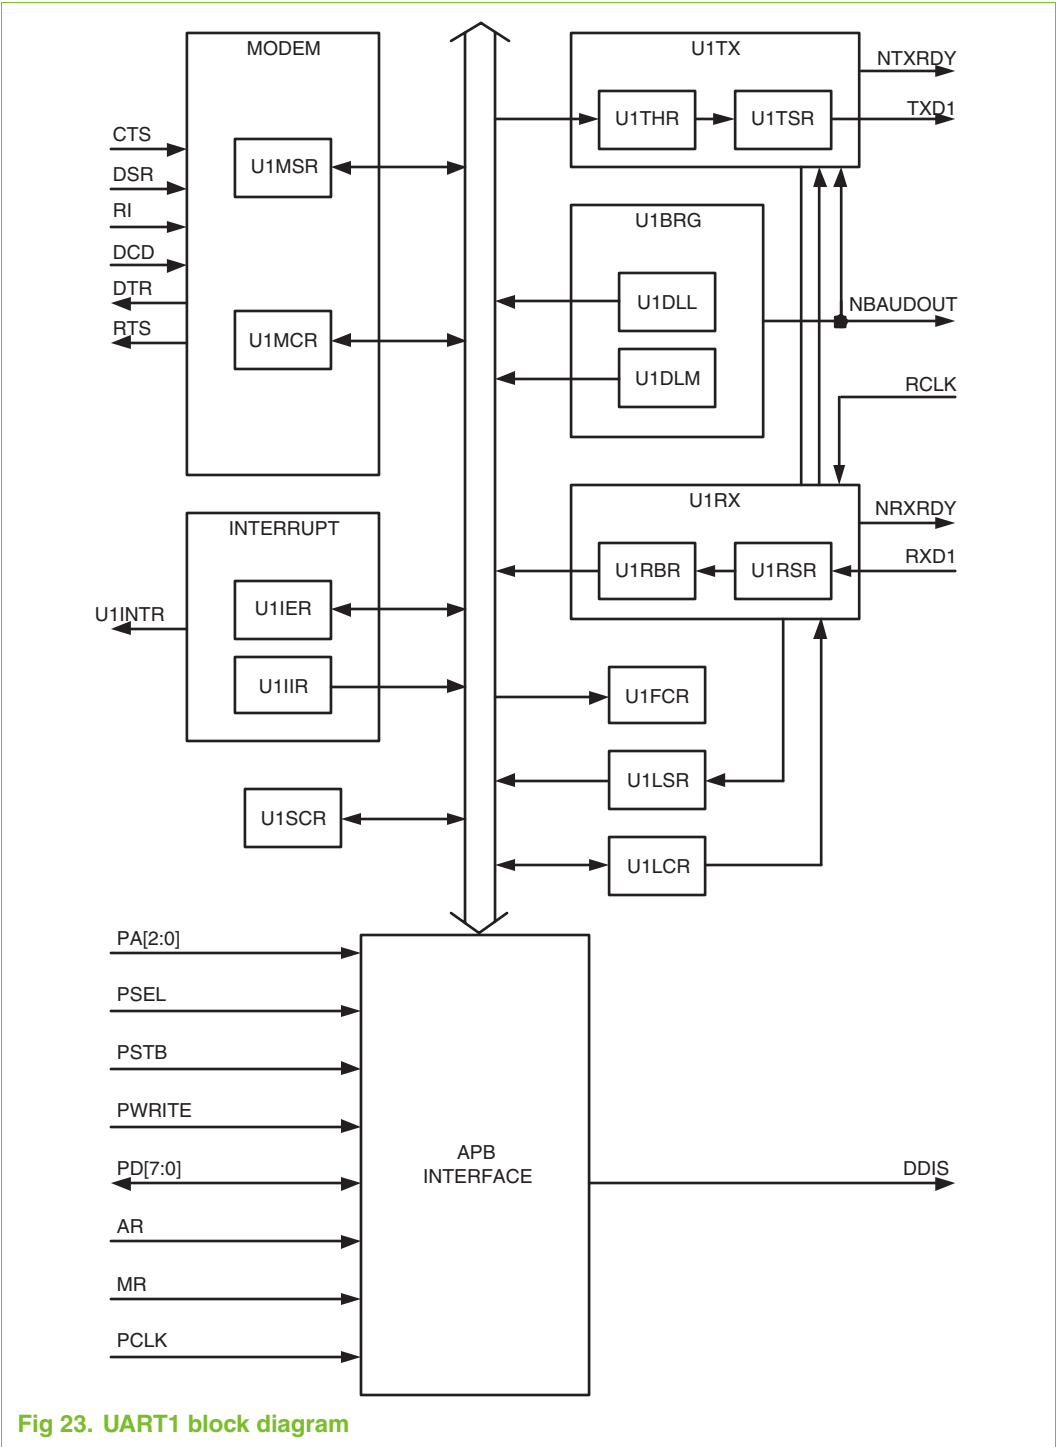 MODEM
CTS
DSR
RI
DCD
DTR
RTS
U1MSR
U1MCR
U1TX
U1THR
U1TSR
NTXRDY
TXD1
U1BRG
U1DLL
U1DLM
NBAUDOUT
RCLK
U1RX
U1RBR
U1RSR
NRXRDY
RXD1
INTERRUPT
U1INTR
U1IER
U1IIR
U1FCR
U1LSR
U1SCR
U1LCR
PA[2:0]
PSEL
PSTB
PWRITE
PD[7:0]
AR
MR
PCLK
APB
INTERFACE
DDIS
Fig 23. UART1 block diagram